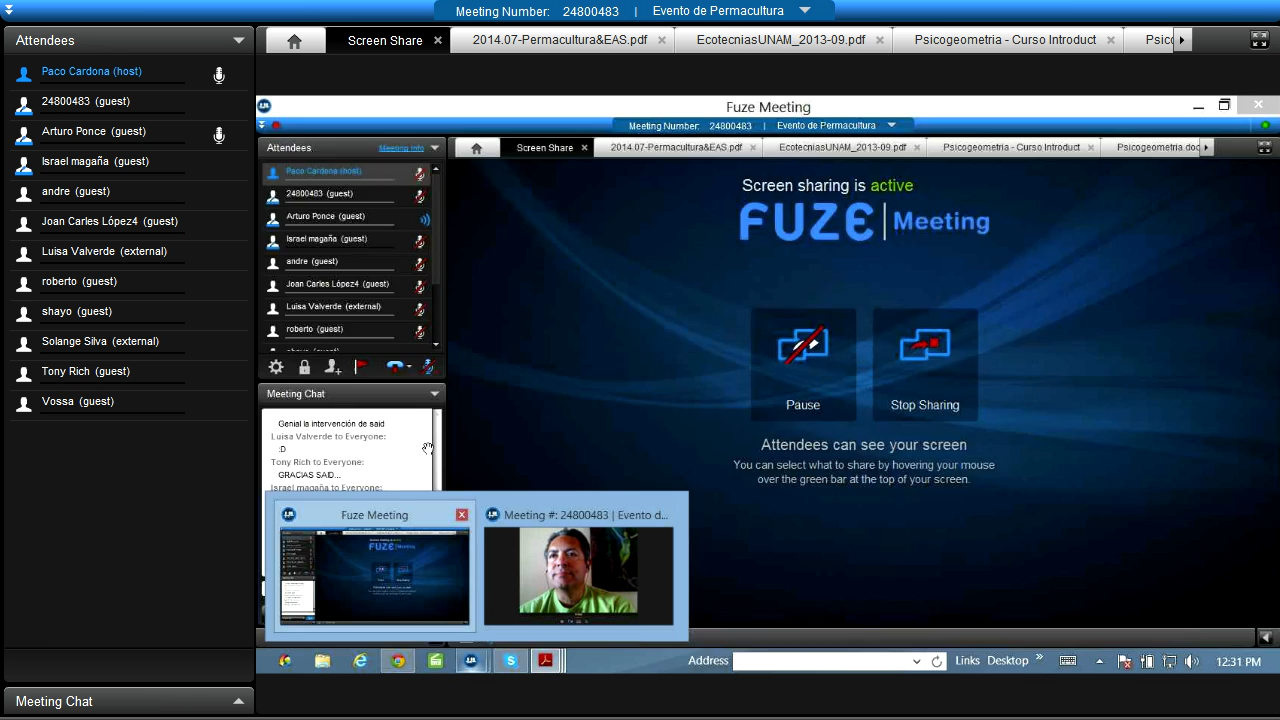 Meeting Number: 24800483 | Evento de Permacultura
Attendees
Screen Share
2014.07-Permacultura&EAS.pdf
EcotecniasUNAM_2013-09.pdf
Psicogeometria - Curso Introduct
Psico
Paco Cardona (host)
24800483 (guest)
Arturo Ponce (guest)
Israel magaña (guest)
andre (guest)
Joan Carles López4 (guest)
Luisa Valverde (external)
roberto (guest)
shayo (guest)
Tony Rich (guest)
Vossa (guest)
Meeting Chat
Fuze Meeting
Meeting Number: 24800483 | Evento de Permacultura
Attendees
Meeting Info
Screen Share
2014.07-Permacultura&EAS.pdf
EcotecniasUNAM_2013-09.pdf
Psicogeometria - Curso Introduct
Psicogeometria doc
Paco Cardona (host)
24800483 (guest)
Arturo Ponce (guest)
Israel magaña (guest)
andre (guest)
Joan Carles López4 (guest)
Luisa Valverde (external)
roberto (guest)
Screen sharing is active
FUZE | Meeting
Pause
Stop Sharing
Attendees can see your screen
You can select what to share by hovering your mouse
over the green bar at the top of your screen.
Meeting Chat
Genial la intervención de said
Luisa Valverde to Everyone:
:D
Tony Rich to Everyone:
GRACIAS SAID...
Israel magaña to Everyone:
Fuze Meeting
Meeting #: 24800483 | Evento d...
Address
Links
Desktop
12:31 PM